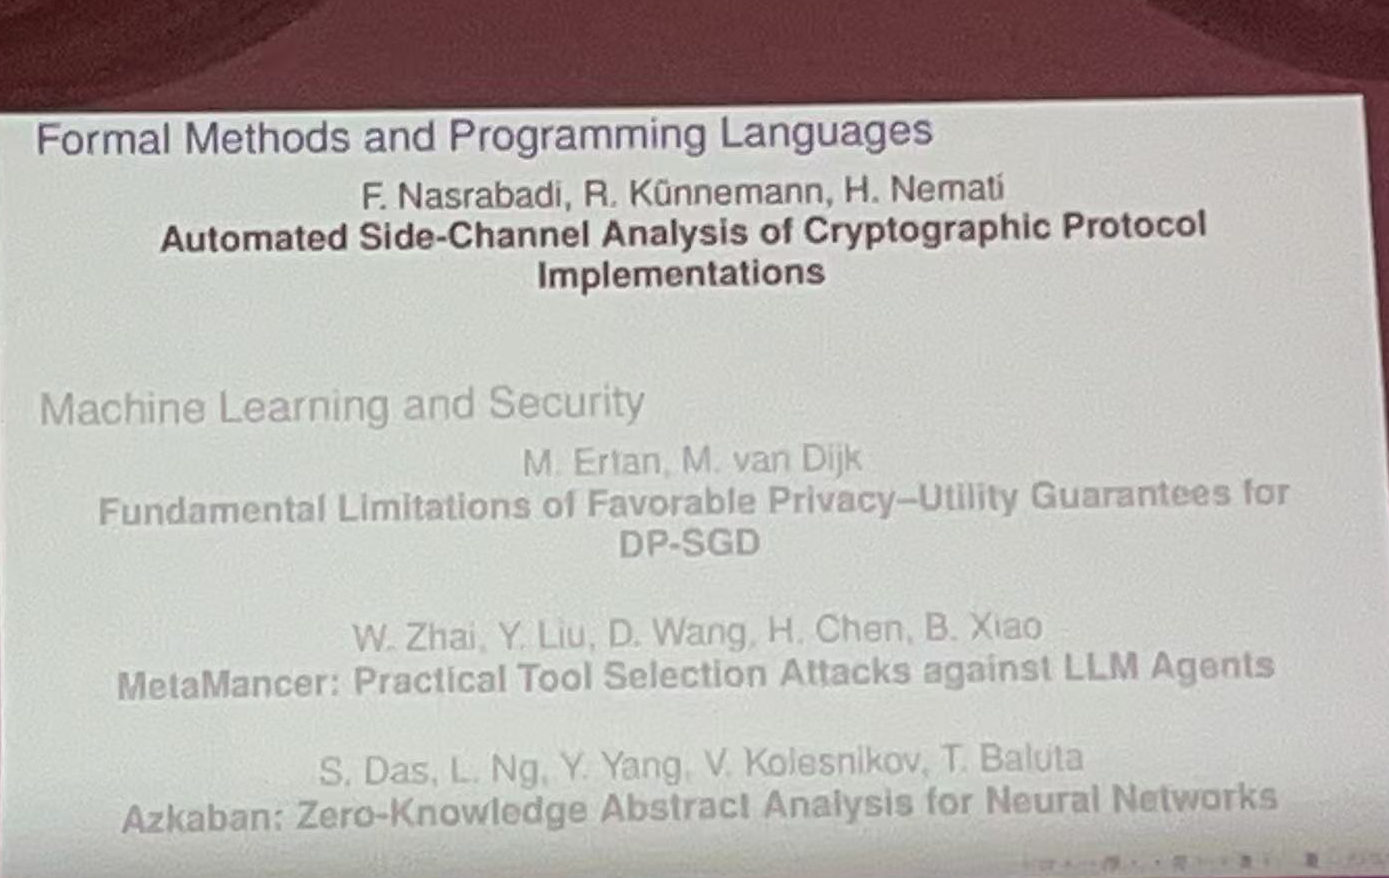 Formal Methods and Programming Languages
F. Nasrabadi, R. Künnemann, H. Nemati
Automated Side-Channel Analysis of Cryptographic Protocol
Implementations
Machine Learning and Security
M. Ertan, M. van Dijk
Fundamental Limitations of Favorable Privacy–Utility Guarantees for
DP-SGD
W. Zhai, Y. Liu, D. Wang, H. Chen, B. Xiao
MetaMancer: Practical Tool Selection Attacks against LLM Agents
S. Das, L. Ng, Y. Yang, V. Kolesnikov, T. Baluta
Azkaban: Zero-Knowledge Abstract Analysis for Neural Networks